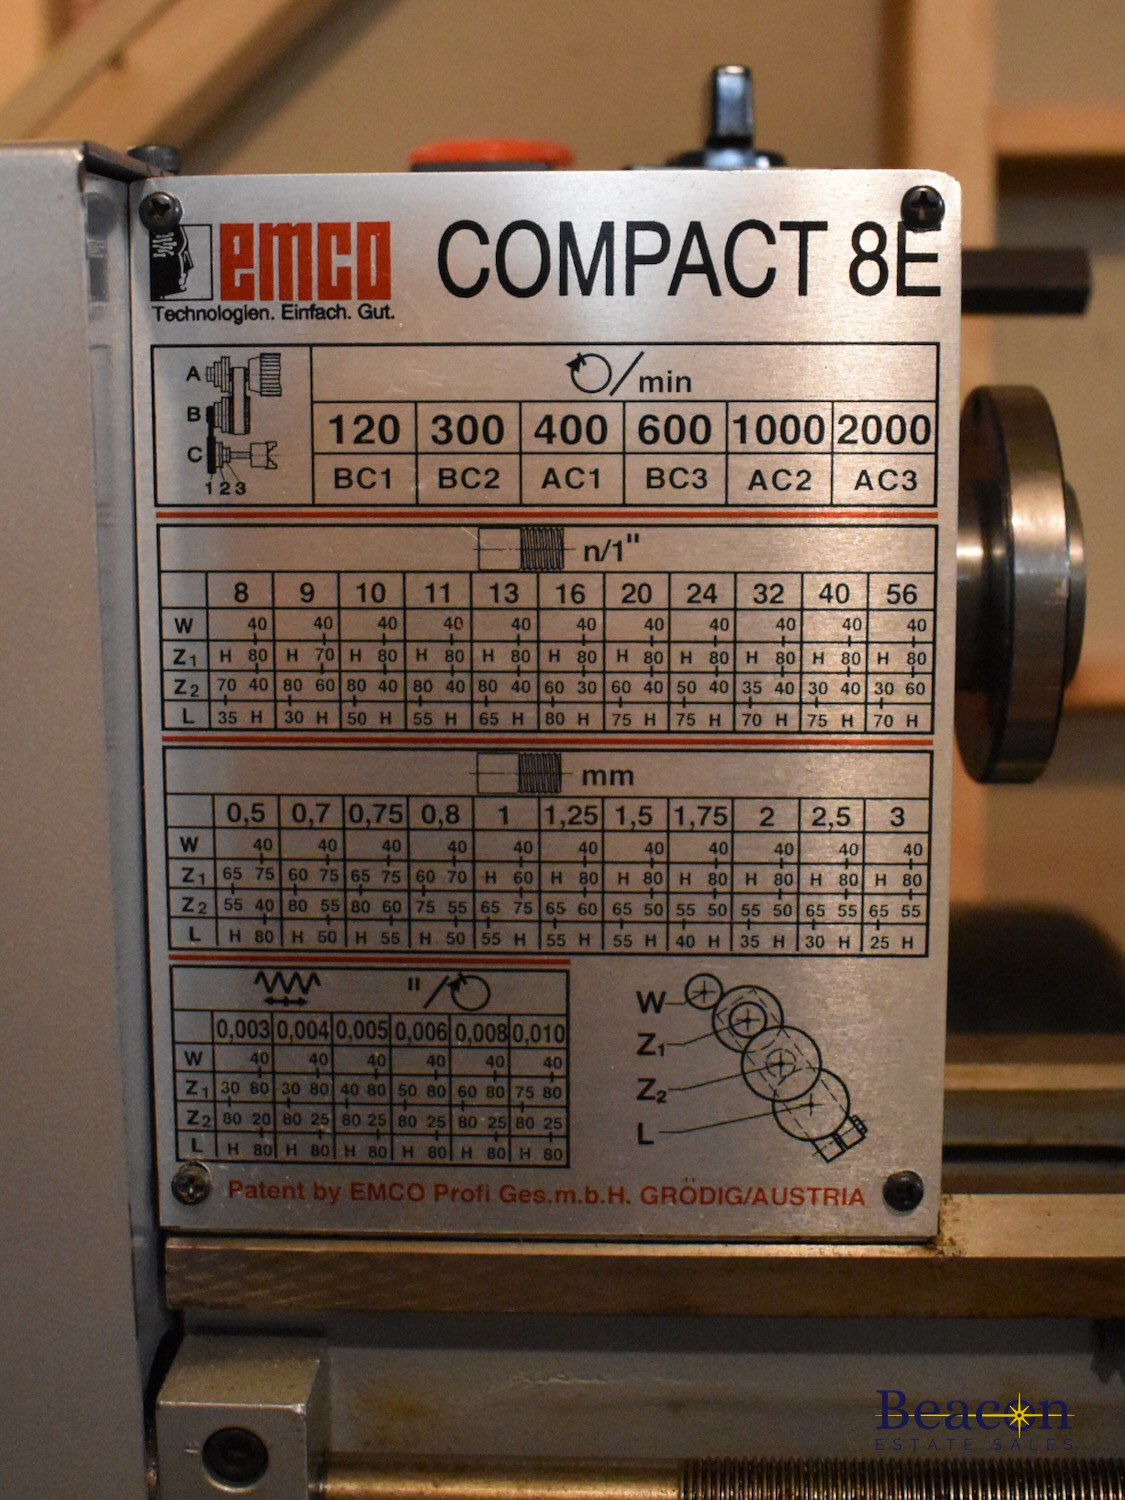 emco COMPACT 8E
Technologien. Einfach. Gut.
A
B
C
1 2 3
/min
120 300 400 600 1000 2000
BC1 BC2 AC1 BC3 AC2 AC3
n/1"
8 9 10 11 13 16 20 24 32 40 56
W 40 40 40 40 40 40 40 40 40 40 40
Z1 H 80 H 70 H 80 H 80 H 80 H 80 H 80 H 80 H 80 H 80 H 80
Z2 70 40 80 60 80 40 80 40 80 40 60 30 60 40 50 40 35 40 30 40 30 60
L 35 H 30 H 50 H 55 H 65 H 80 H 75 H 75 H 70 H 75 H 70 H
mm
0,5 0,7 0,75 0,8 1 1,25 1,5 1,75 2 2,5 3
W 40 40 40 40 40 40 40 40 40 40 40
Z1 65 75 60 75 65 75 60 70 H 60 H 80 H 80 H 80 H 80 H 80 H 80
Z2 55 40 80 55 80 60 75 55 65 75 65 60 65 50 55 50 55 50 65 55 65 55
L H 80 H 50 H 55 H 50 55 H 55 H 55 H 40 H 35 H 30 H 25 H
"/
0,003 0,004 0,005 0,006 0,008 0,010
W 40 40 40 40 40 40
Z1 30 60 30 80 40 80 50 80 60 80 75 80
Z2 80 20 80 25 80 25 80 25 80 25 80 25
L H 80 H 80 H 80 H 80 H 80 H 80
W
Z1
Z2
L
Patent by EMCO Profi Ges.m.b.H. GRÖDIG/AUSTRIA
Beacon
ESTATE SALES